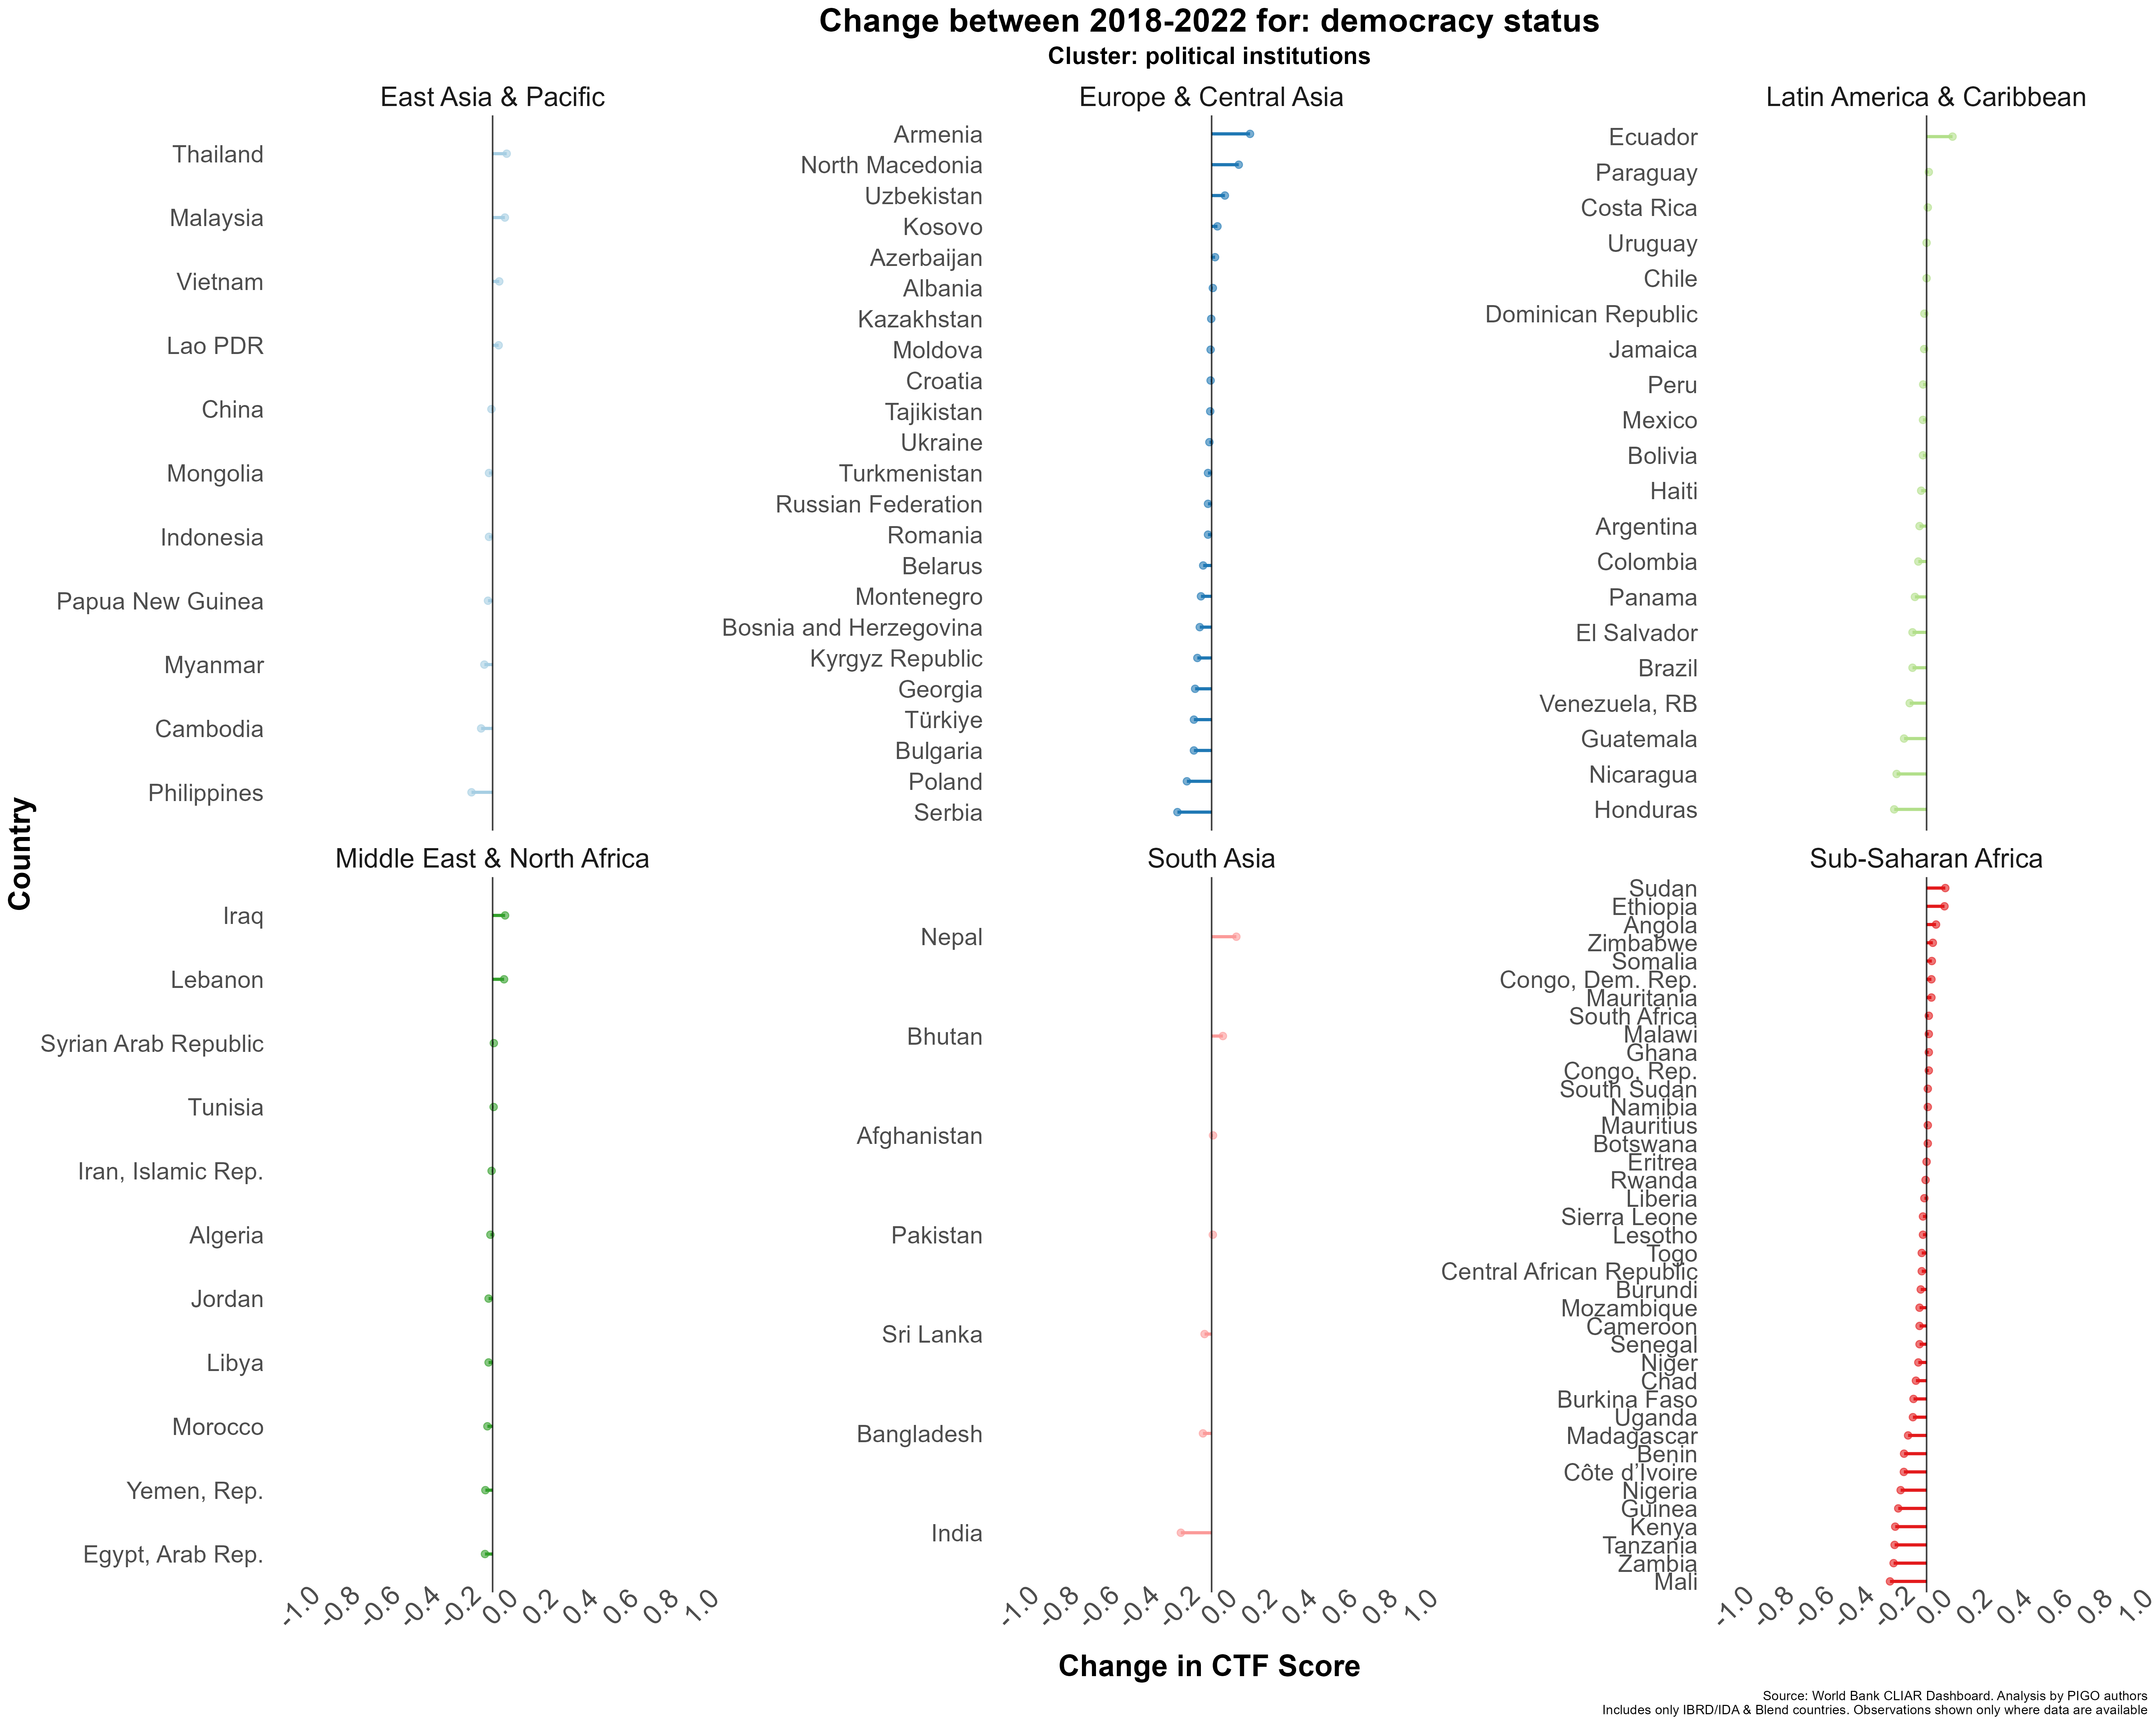 Change between 2018-2022 for: democracy status
Cluster: political institutions
East Asia & Pacific
Thailand
Malaysia
Vietnam
Lao PDR
China
Mongolia
Indonesia
Papua New Guinea
Myanmar
Cambodia
Philippines
Europe & Central Asia
Armenia
North Macedonia
Uzbekistan
Kosovo
Azerbaijan
Albania
Kazakhstan
Moldova
Croatia
Tajikistan
Ukraine
Turkmenistan
Russian Federation
Romania
Belarus
Montenegro
Bosnia and Herzegovina
Kyrgyz Republic
Georgia
Türkiye
Bulgaria
Poland
Serbia
Latin America & Caribbean
Ecuador
Paraguay
Costa Rica
Uruguay
Chile
Dominican Republic
Jamaica
Peru
Mexico
Bolivia
Haiti
Argentina
Colombia
Panama
El Salvador
Brazil
Venezuela, RB
Guatemala
Nicaragua
Honduras
Country
Middle East & North Africa
Iraq
Lebanon
Syrian Arab Republic
Tunisia
Iran, Islamic Rep.
Algeria
Jordan
Libya
Morocco
Yemen, Rep.
Egypt, Arab Rep.
-1.0 -0.8 -0.6 -0.4 -0.2 0.0 0.2 0.4 0.6 0.8 1.0
South Asia
Nepal
Bhutan
Afghanistan
Pakistan
Sri Lanka
Bangladesh
India
-1.0 -0.8 -0.6 -0.4 -0.2 0.0 0.2 0.4 0.6 0.8 1.0
Sub-Saharan Africa
Sudan
Ethiopia
Angola
Zimbabwe
Somalia
Congo, Dem. Rep.
Mauritania
South Africa
Malawi
Ghana
Congo, Rep.
South Sudan
Namibia
Mauritius
Botswana
Eritrea
Rwanda
Liberia
Sierra Leone
Lesotho
Togo
Central African Republic
Burundi
Mozambique
Cameroon
Senegal
Niger
Chad
Burkina Faso
Uganda
Madagascar
Benin
Côte d’Ivoire
Nigeria
Guinea
Kenya
Tanzania
Zambia
Mali
-1.0 -0.8 -0.6 -0.4 -0.2 0.0 0.2 0.4 0.6 0.8 1.0
Change in CTF Score
Source: World Bank CLIAR Dashboard. Analysis by PIGO authors
Includes only IBRD/IDA & Blend countries. Observations shown only where data are available